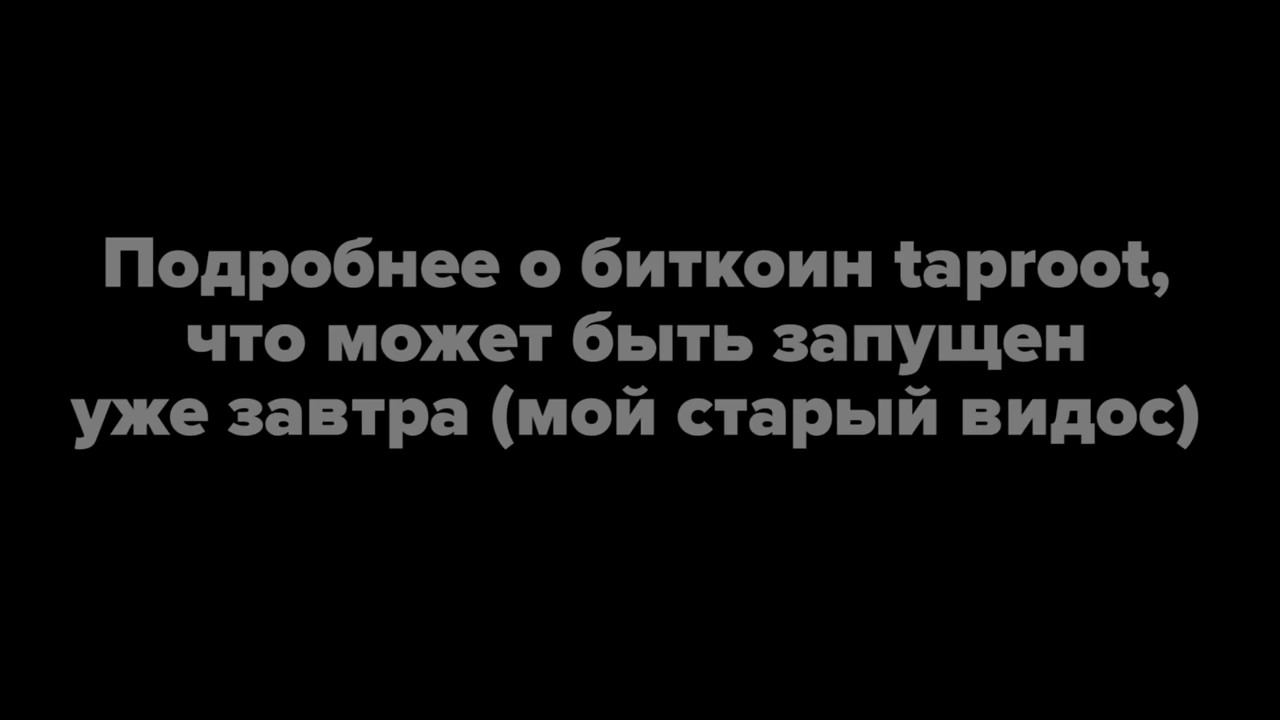 Подробнее о биткоин taproot,
что может быть запущен
уже завтра (мой старый видос)